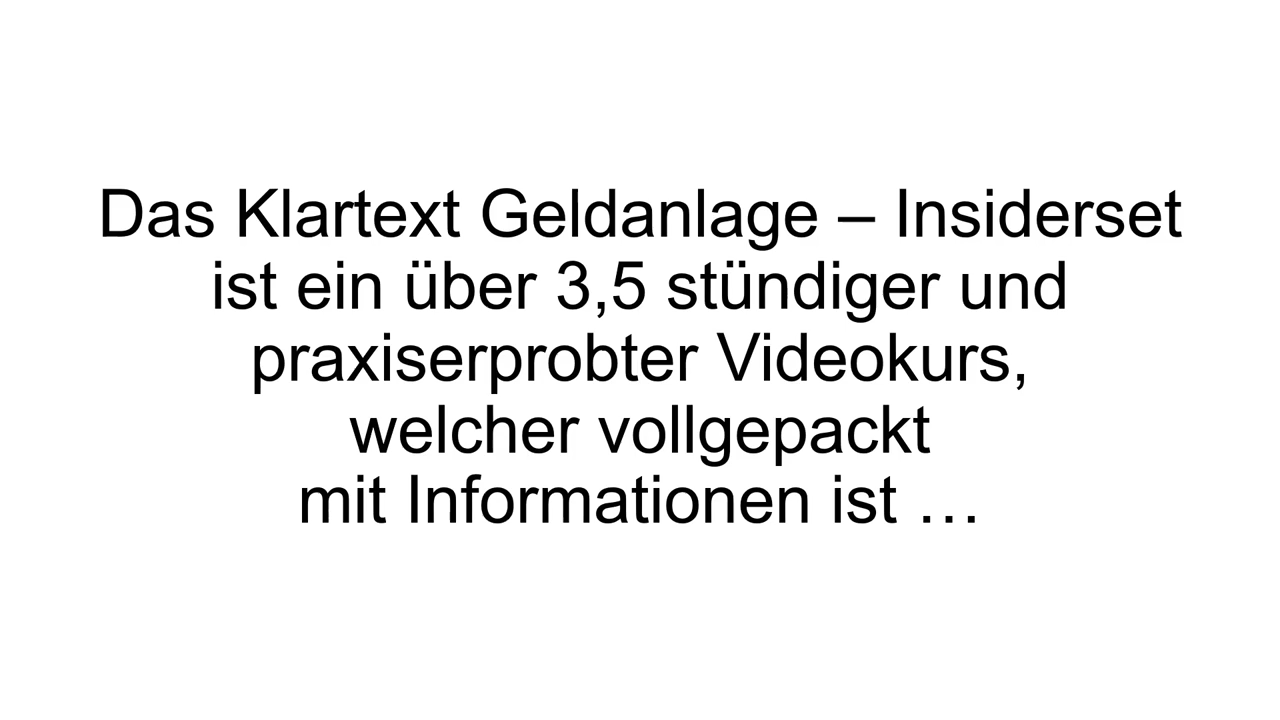 Das Klartext Geldanlage – Insiderset
ist ein über 3,5 stündiger und
praxiserprobter Videokurs,
welcher vollgepackt
mit Informationen ist …